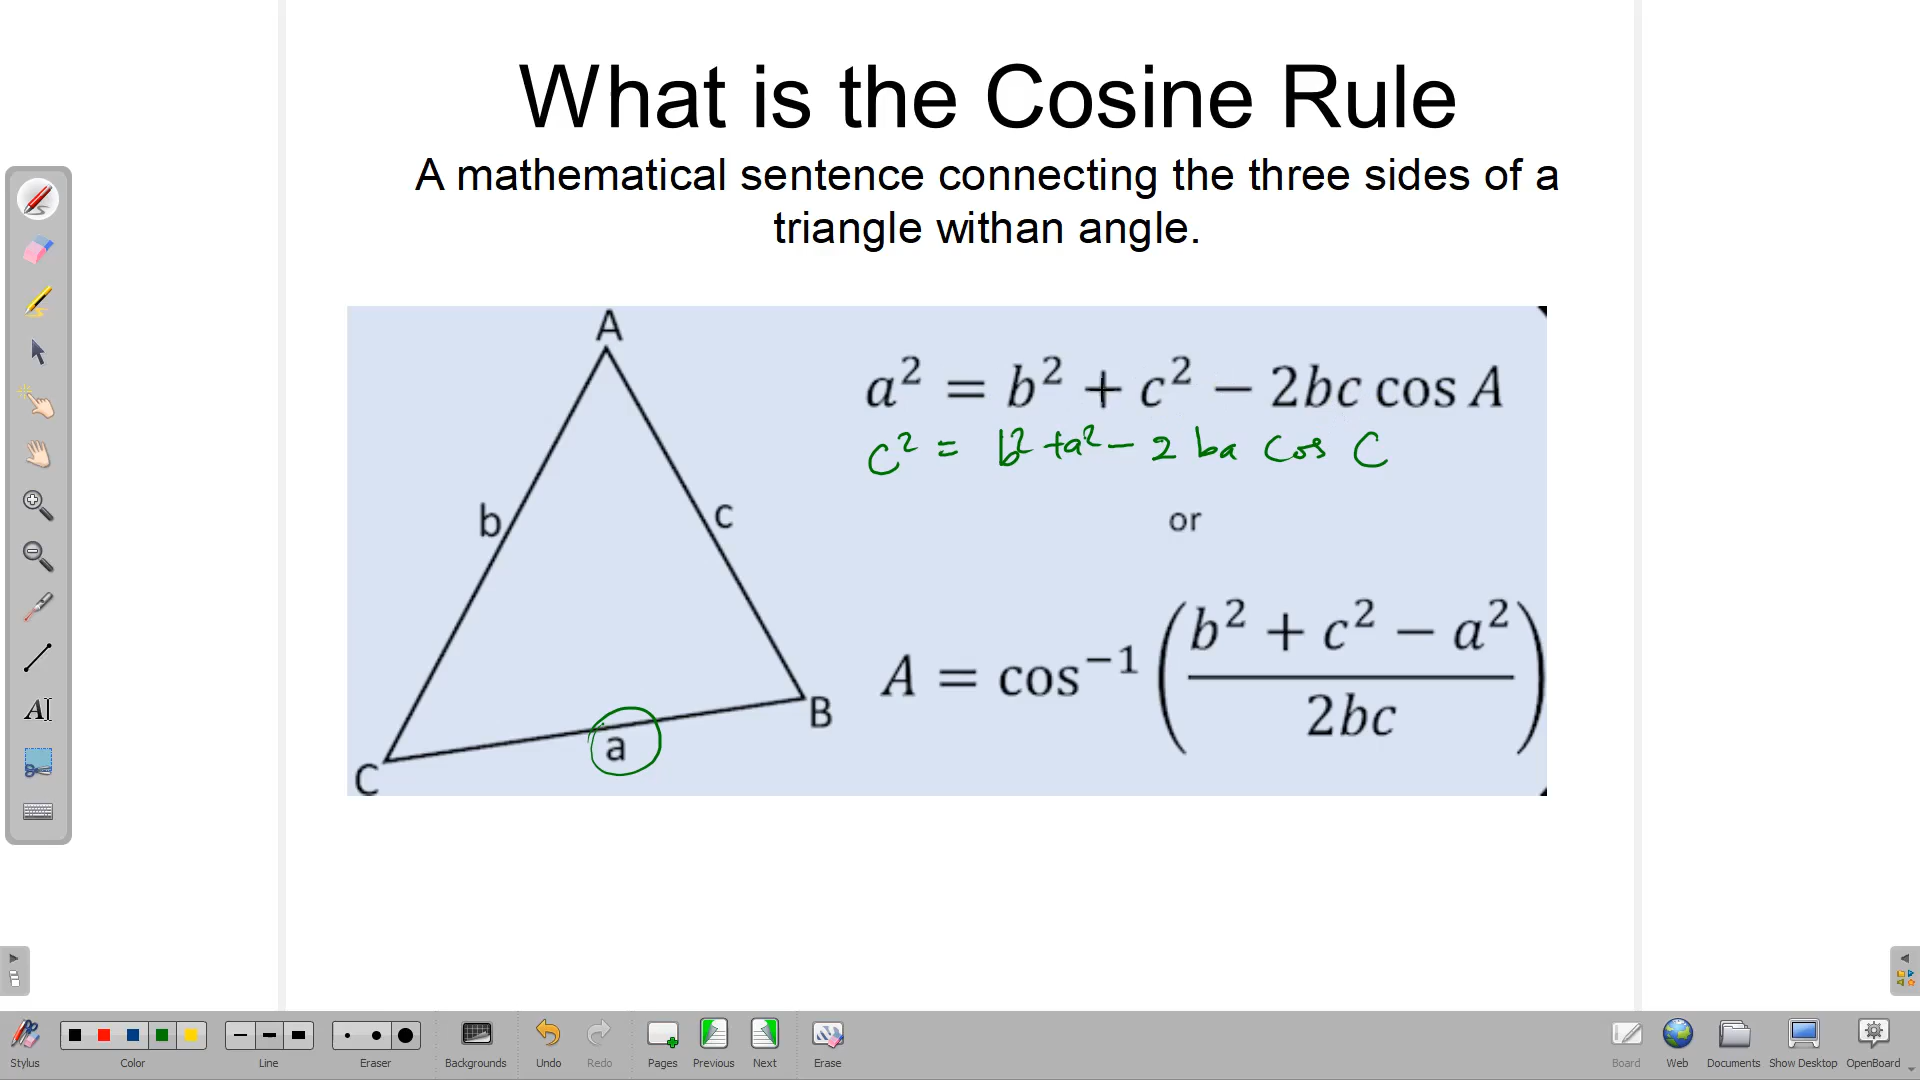 What is the Cosine Rule
A mathematical sentence connecting the three sides of a
triangle withan angle.
A
b
c
a
B
C
a² = b² + c² − 2bc cos A
c² = b² + a² − 2 ba cos C
or
A = cos⁻¹ (b² + c² − a² / 2bc)
Stylus
Color
Line
Eraser
Backgrounds
Undo
Redo
Pages
Previous
Next
Erase
Board
Web
Documents
Show Desktop
OpenBoard